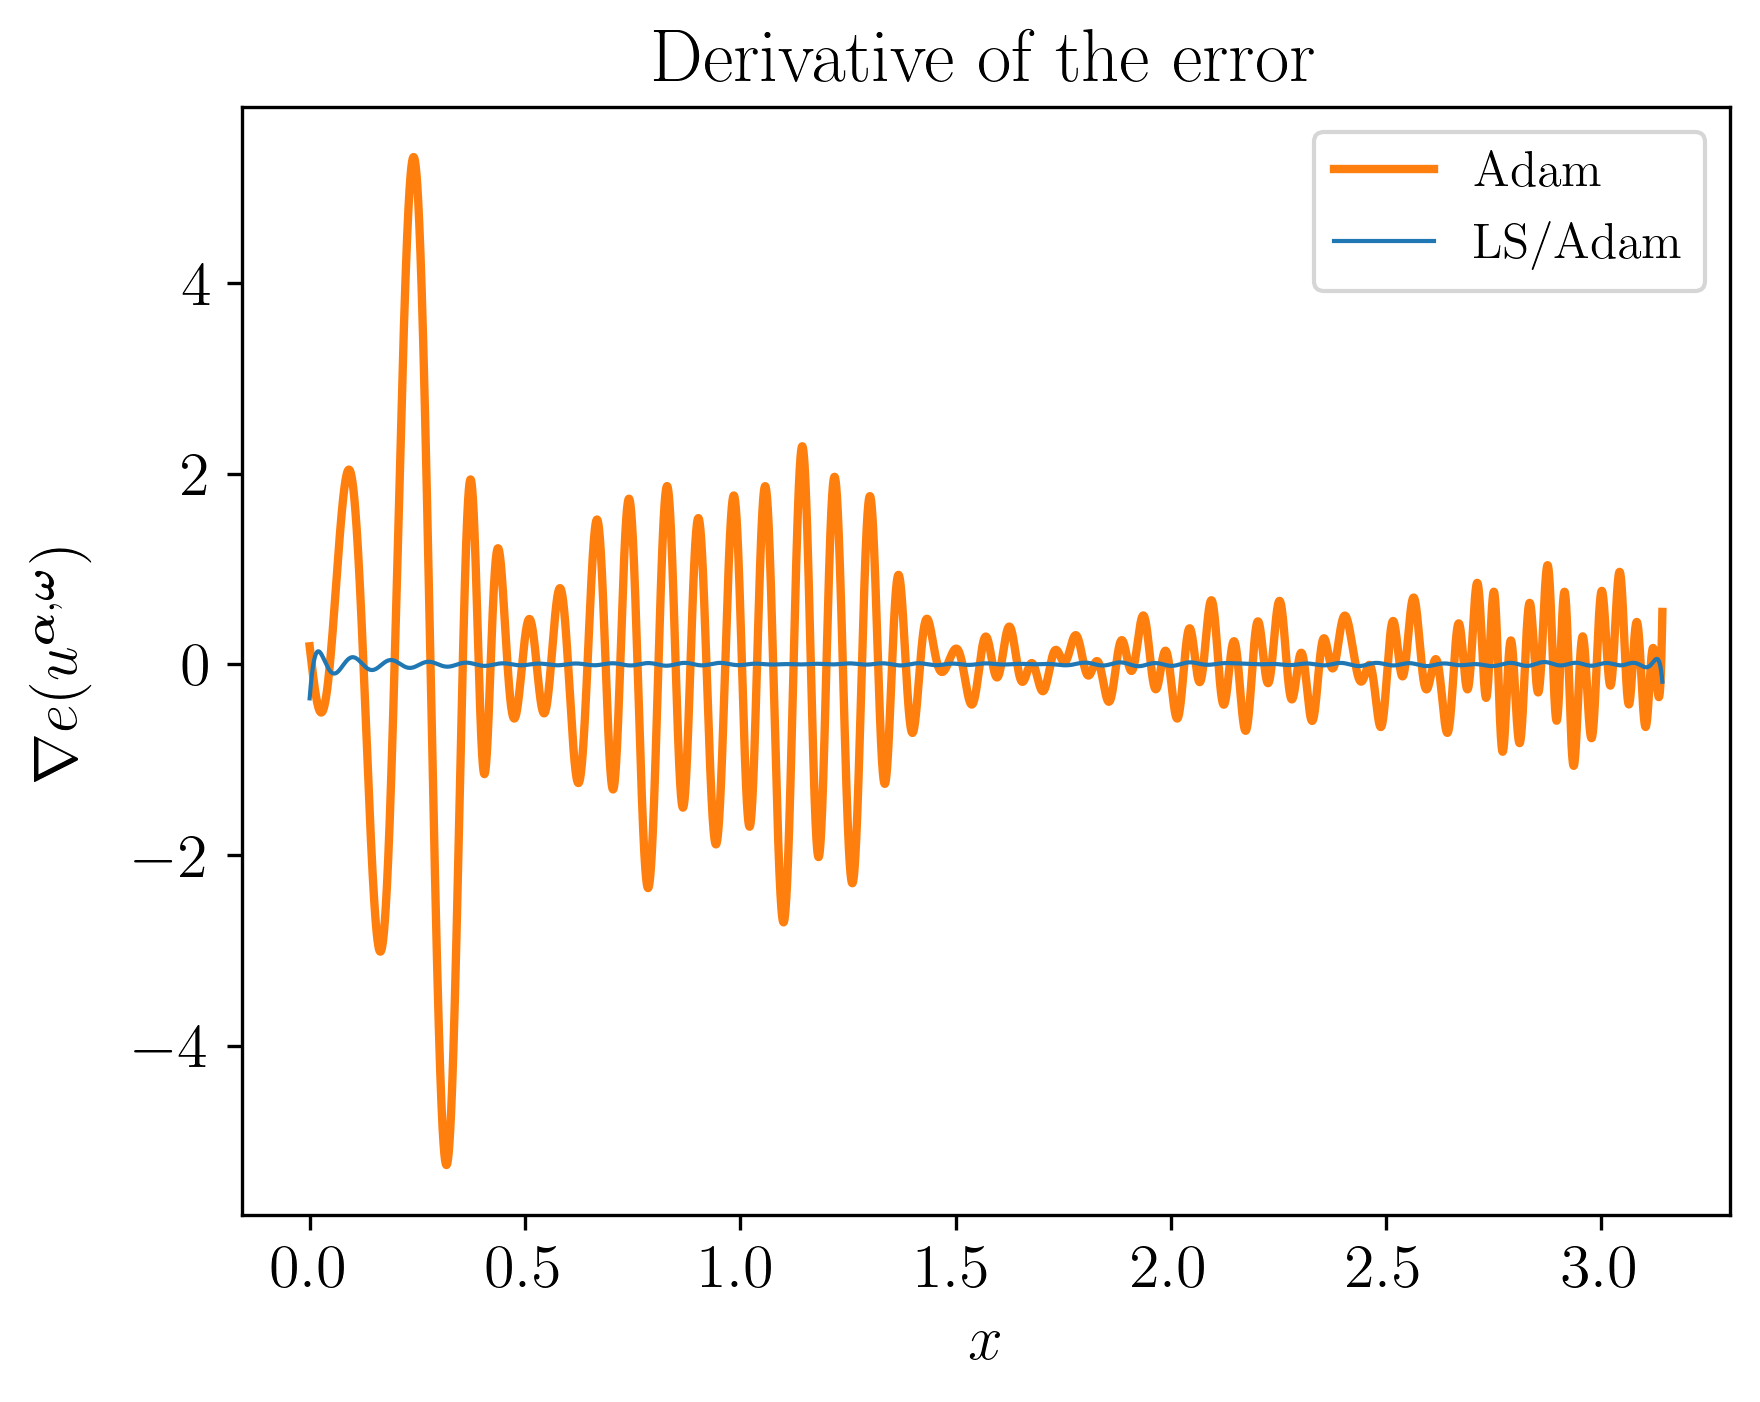 Derivative of the error
Adam
LS/Adam
∇e(u^{α,ω})
4
2
0
−2
−4
0.0 0.5 1.0 1.5 2.0 2.5 3.0
x